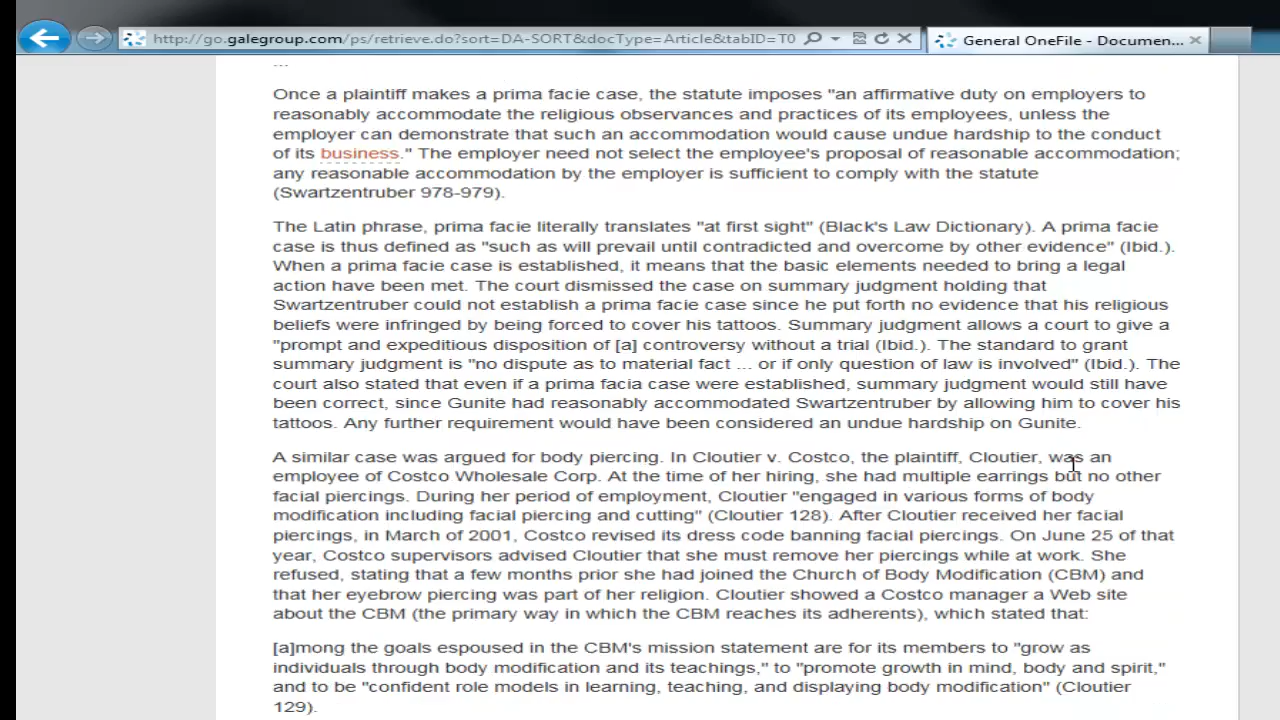 http://go.galegroup.com/ps/retrieve.do?sort=DA-SORT&docType=Article&tabID=T0
General OneFile - Documen...
...
Once a plaintiff makes a prima facie case, the statute imposes "an affirmative duty on employers to
reasonably accommodate the religious observances and practices of its employees, unless the
employer can demonstrate that such an accommodation would cause undue hardship to the conduct
of its business." The employer need not select the employee's proposal of reasonable accommodation;
any reasonable accommodation by the employer is sufficient to comply with the statute
(Swartzentruber 978-979).
The Latin phrase, prima facie literally translates "at first sight" (Black's Law Dictionary). A prima facie
case is thus defined as "such as will prevail until contradicted and overcome by other evidence" (Ibid.).
When a prima facie case is established, it means that the basic elements needed to bring a legal
action have been met. The court dismissed the case on summary judgment holding that
Swartzentruber could not establish a prima facie case since he put forth no evidence that his religious
beliefs were infringed by being forced to cover his tattoos. Summary judgment allows a court to give a
"prompt and expeditious disposition of [a] controversy without a trial (Ibid.). The standard to grant
summary judgment is "no dispute as to material fact ... or if only question of law is involved" (Ibid.). The
court also stated that even if a prima facia case were established, summary judgment would still have
been correct, since Gunite had reasonably accommodated Swartzentruber by allowing him to cover his
tattoos. Any further requirement would have been considered an undue hardship on Gunite.
A similar case was argued for body piercing. In Cloutier v. Costco, the plaintiff, Cloutier, was an
employee of Costco Wholesale Corp. At the time of her hiring, she had multiple earrings but no other
facial piercings. During her period of employment, Cloutier "engaged in various forms of body
modification including facial piercing and cutting" (Cloutier 128). After Cloutier received her facial
piercings, in March of 2001, Costco revised its dress code banning facial piercings. On June 25 of that
year, Costco supervisors advised Cloutier that she must remove her piercings while at work. She
refused, stating that a few months prior she had joined the Church of Body Modification (CBM) and
that her eyebrow piercing was part of her religion. Cloutier showed a Costco manager a Web site
about the CBM (the primary way in which the CBM reaches its adherents), which stated that:
[a]mong the goals espoused in the CBM's mission statement are for its members to "grow as
individuals through body modification and its teachings," to "promote growth in mind, body and spirit,"
and to be "confident role models in learning, teaching, and displaying body modification" (Cloutier
129).